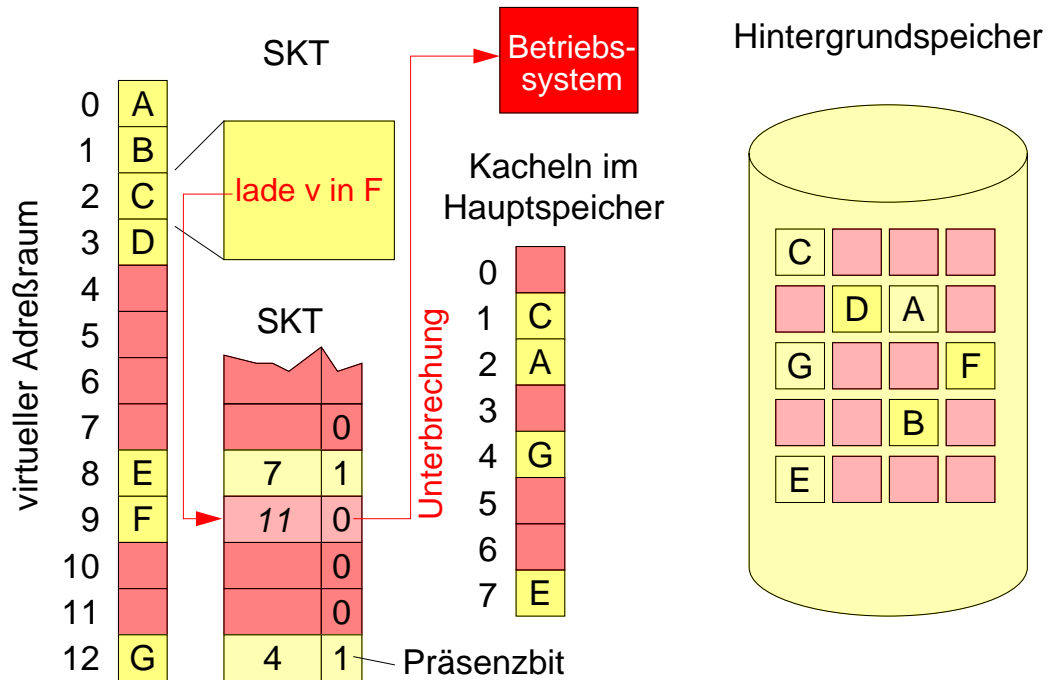 SKT
Betriebs-
system
Hintergrundspeicher
virtueller Adreßraum
0 A
1 B
2 C
3 D
4
5
6
7
8 E
9 F
10
11
12 G
lade v in F
SKT
0
7 1
11 0
0
0
4 1
Präsenzbit
Unterbrechung
Kacheln im
Hauptspeicher
0
1 C
2 A
3
4 G
5
6
7 E
C
D A
G F
B
E